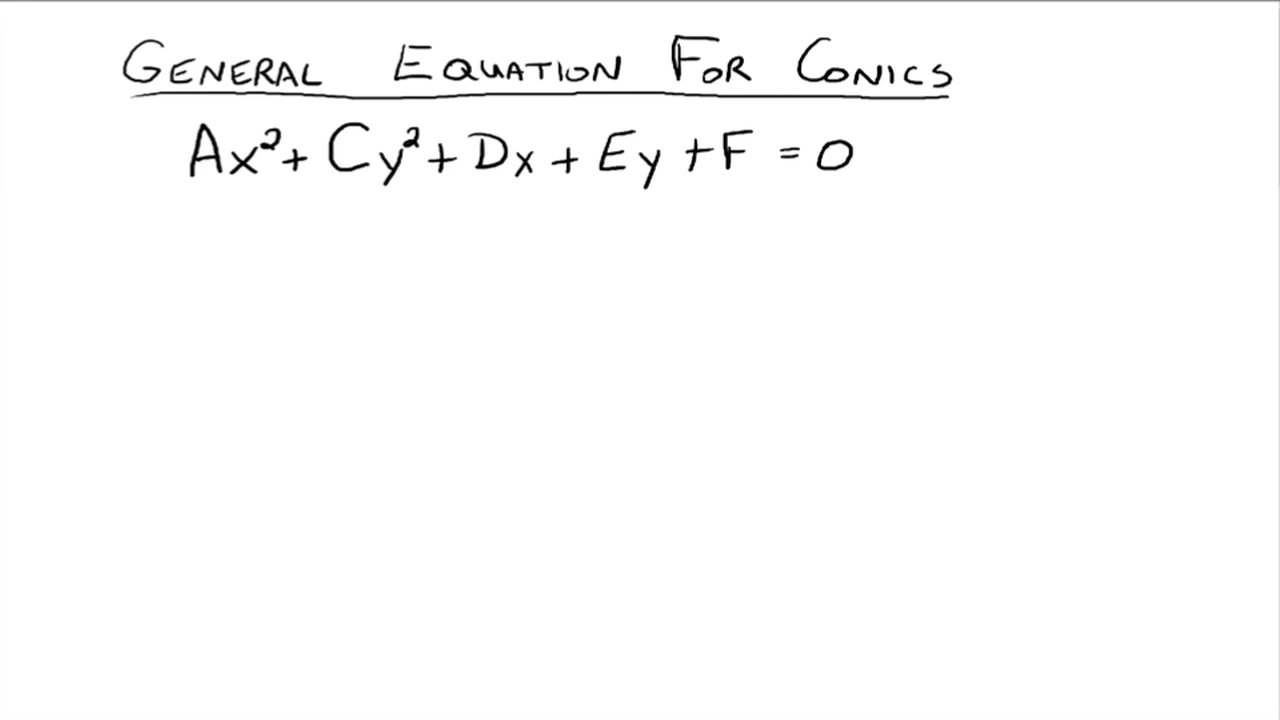 GENERAL EQUATION FOR CONICS
Ax² + Cy² + Dx + Ey + F = 0